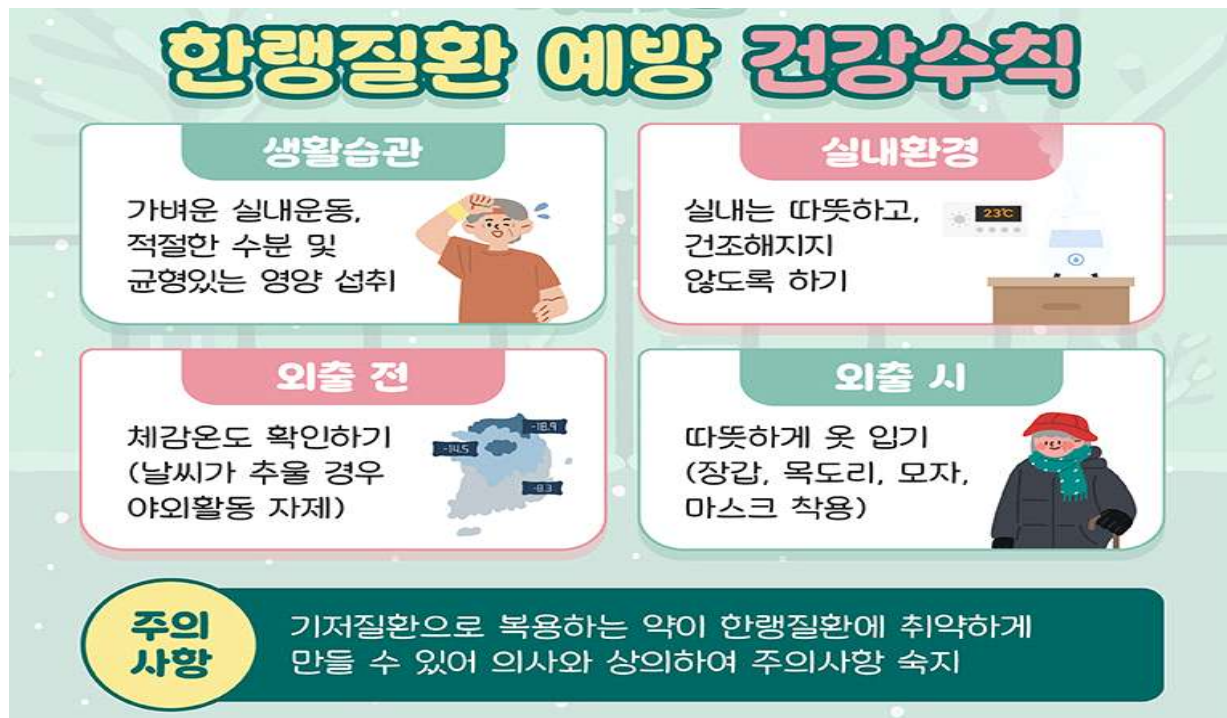 한랭질환 예방 건강수칙
생활습관
가벼운 실내운동,
적절한 수분 및
균형있는 영양 섭취
실내환경
실내는 따뜻하고,
건조해지지
않도록 하기
23℃
외출 전
체감온도 확인하기
(날씨가 추울 경우
야외활동 자제)
-18.9
-14.5
-8.3
외출 시
따뜻하게 옷 입기
(장갑, 목도리, 모자,
마스크 착용)
주의
사항
기저질환으로 복용하는 약이 한랭질환에 취약하게
만들 수 있어 의사와 상의하여 주의사항 숙지